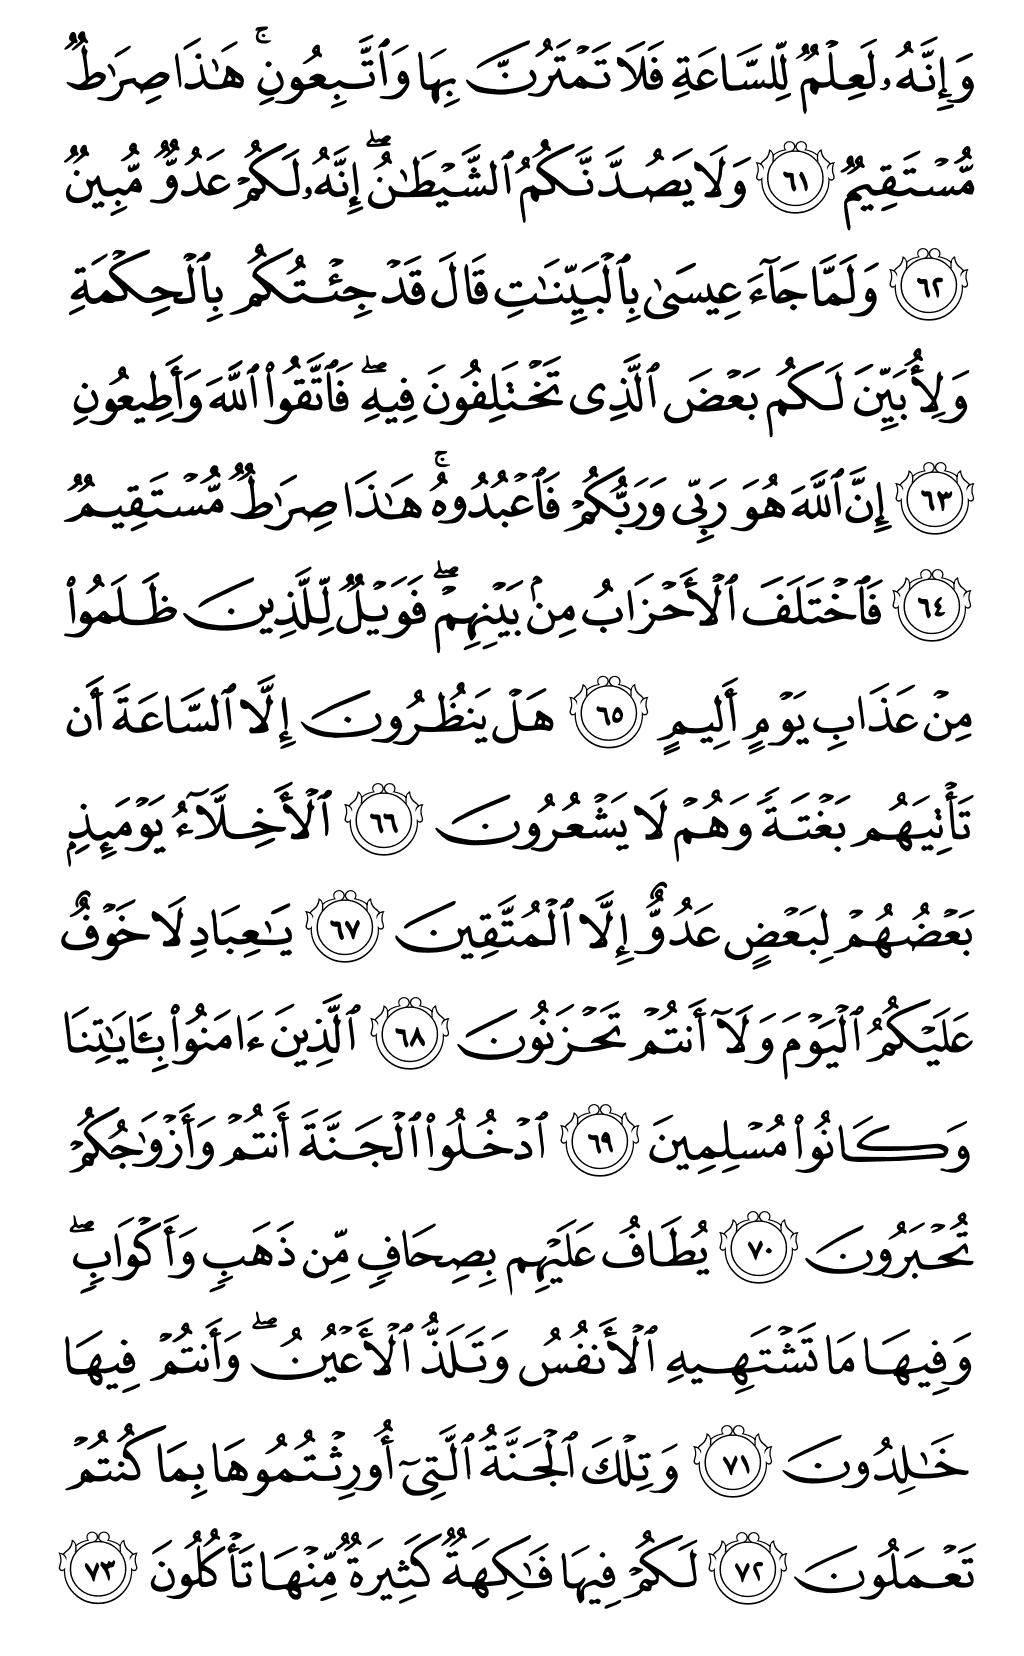 وَإِنَّهُۥ لَعِلۡمٌ لِّلسَّاعَةِ فَلَا تَمۡتَرُنَّ بِهَا وَٱتَّبِعُونِۚ هَٰذَا صِرَٰطٌ
مُّسۡتَقِيمٌ ٦١ وَلَا يَصُدَّنَّكُمُ ٱلشَّيۡطَٰنُۖ إِنَّهُۥ لَكُمۡ عَدُوٌّ مُّبِينٌ
٦٢ وَلَمَّا جَآءَ عِيسَىٰ بِٱلۡبَيِّنَٰتِ قَالَ قَدۡ جِئۡتُكُم بِٱلۡحِكۡمَةِ
وَلِأُبَيِّنَ لَكُم بَعۡضَ ٱلَّذِي تَخۡتَلِفُونَ فِيهِۖ فَٱتَّقُواْ ٱللَّهَ وَأَطِيعُونِ
٦٣ إِنَّ ٱللَّهَ هُوَ رَبِّي وَرَبُّكُمۡ فَٱعۡبُدُوهُۚ هَٰذَا صِرَٰطٌ مُّسۡتَقِيمٌ
٦٤ فَٱخۡتَلَفَ ٱلۡأَحۡزَابُ مِنۢ بَيۡنِهِمۡۖ فَوَيۡلٌ لِّلَّذِينَ ظَلَمُواْ
مِنۡ عَذَابِ يَوۡمٍ أَلِيمٍ ٦٥ هَلۡ يَنظُرُونَ إِلَّا ٱلسَّاعَةَ أَن
تَأۡتِيَهُم بَغۡتَةً وَهُمۡ لَا يَشۡعُرُونَ ٦٦ ٱلۡأَخِلَّآءُ يَوۡمَئِذِۭ
بَعۡضُهُمۡ لِبَعۡضٍ عَدُوٌّ إِلَّا ٱلۡمُتَّقِينَ ٦٧ يَٰعِبَادِ لَا خَوۡفٌ
عَلَيۡكُمُ ٱلۡيَوۡمَ وَلَآ أَنتُمۡ تَحۡزَنُونَ ٦٨ ٱلَّذِينَ ءَامَنُواْ بِـَٔايَٰتِنَا
وَكَانُواْ مُسۡلِمِينَ ٦٩ ٱدۡخُلُواْ ٱلۡجَنَّةَ أَنتُمۡ وَأَزۡوَٰجُكُمۡ
تُحۡبَرُونَ ٧٠ يُطَافُ عَلَيۡهِم بِصِحَافٍ مِّن ذَهَبٍ وَأَكۡوَابٍۖ
وَفِيهَا مَا تَشۡتَهِيهِ ٱلۡأَنفُسُ وَتَلَذُّ ٱلۡأَعۡيُنُۖ وَأَنتُمۡ فِيهَا
خَٰلِدُونَ ٧١ وَتِلۡكَ ٱلۡجَنَّةُ ٱلَّتِيٓ أُورِثۡتُمُوهَا بِمَا كُنتُمۡ
تَعۡمَلُونَ ٧٢ لَكُمۡ فِيهَا فَٰكِهَةٌ كَثِيرَةٌ مِّنۡهَا تَأۡكُلُونَ ٧٣